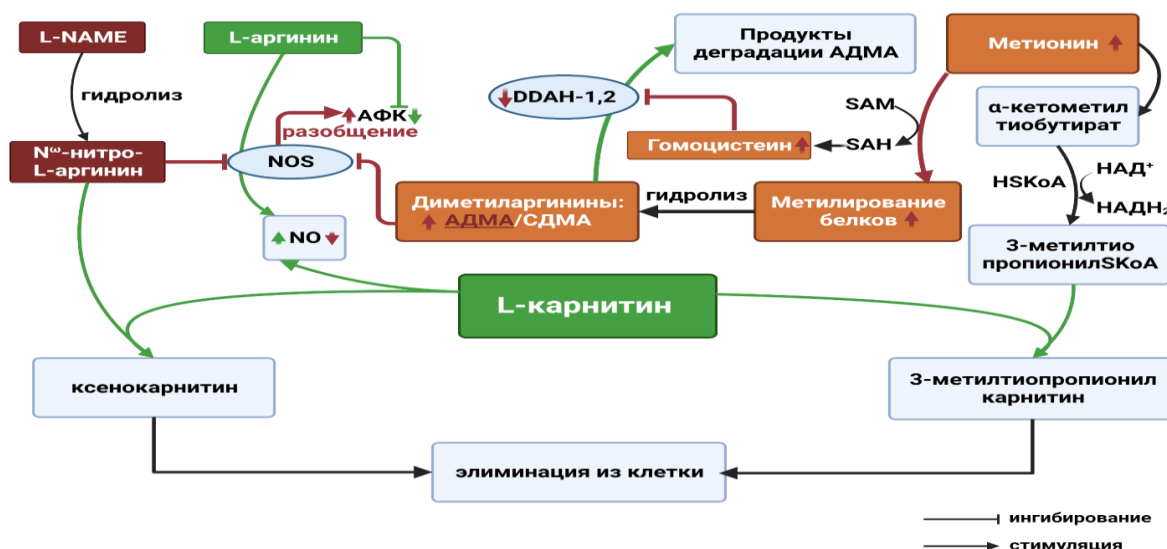 L-NAME
L-аргинин
Продукты
деградации АДМА
Метионин
гидролиз
DDAH-1,2
АФК
разобщение
SAM
SAH
Гомоцистеин
α-кетометил
тиобутират
Nω-нитро-
L-аргинин
NOS
HSKoA
НАД⁺
НАДН₂
Диметиларгинины:
АДМА/СДМА
гидролиз
Метилирование
белков
NO
3-метилтио
пропионилSKoA
L-карнитин
ксенокарнитин
3-метилтиопропионил
карнитин
элиминация из клетки
ингибирование
стимуляция